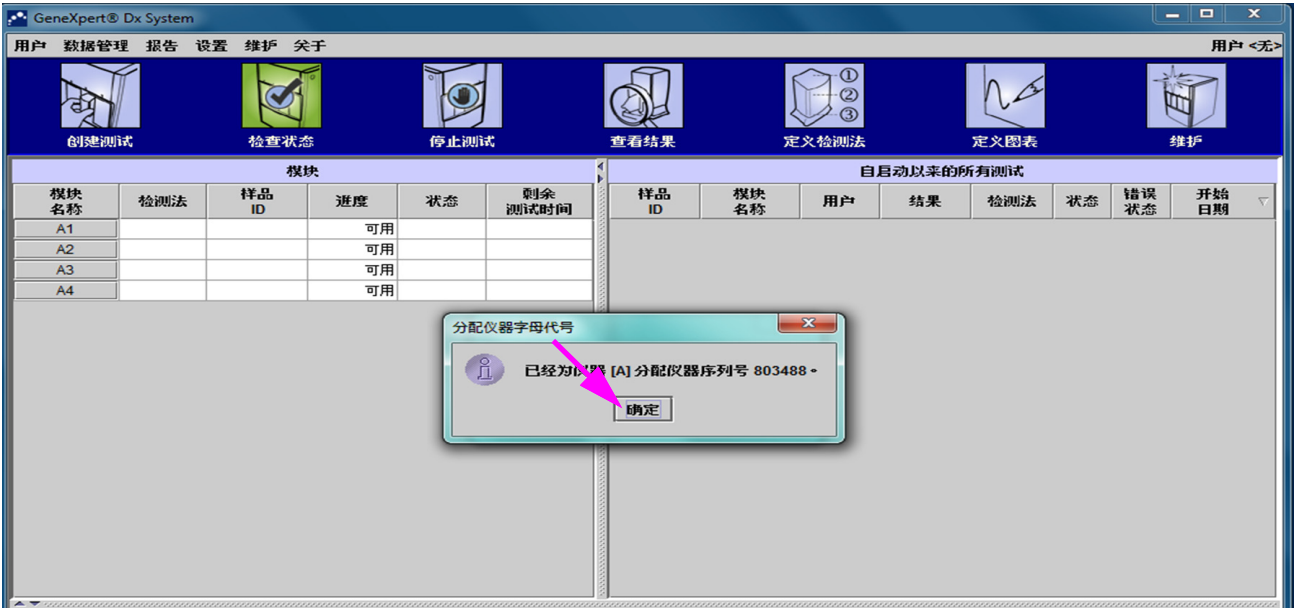 GeneXpert® Dx System
用户 数据管理 报告 设置 维护 关于 用户 <无>
创建测试 检查状态 停止测试 查看结果 定义检测法 定义图表 维护
模块
模块名称 检测法 样品ID 进度 状态 剩余测试时间
A1 可用
A2 可用
A3 可用
A4 可用
自启动以来的所有测试
样品ID 模块名称 用户 结果 检测法 状态 错误状态 开始日期
分配仪器字母代号
已经为仪器 [A] 分配仪器序列号 803488。
确定